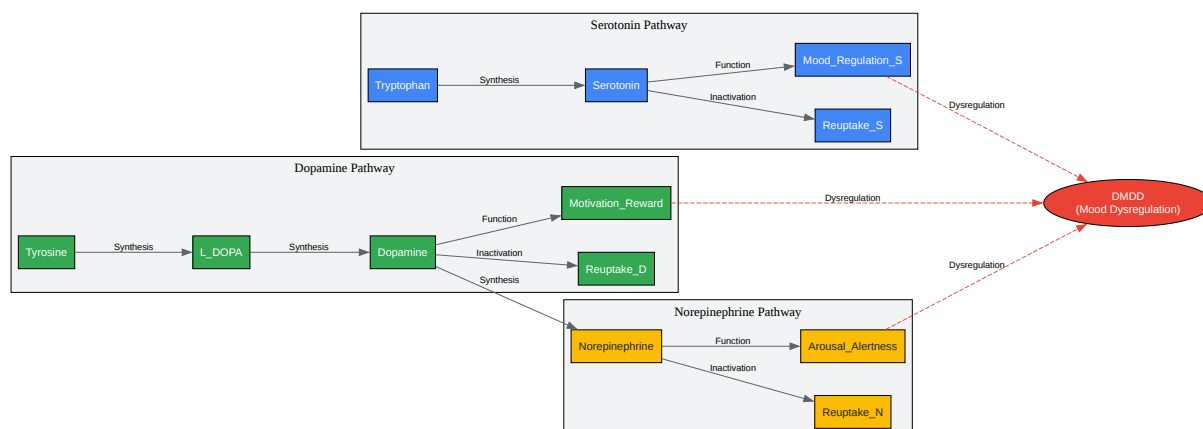 Serotonin Pathway
Tryptophan
Synthesis
Serotonin
Function
Inactivation
Mood_Regulation_S
Reuptake_S
Dysregulation
Dopamine Pathway
Tyrosine
Synthesis
L_DOPA
Synthesis
Dopamine
Function
Inactivation
Synthesis
Motivation_Reward
Reuptake_D
Dysregulation
DMDD
(Mood Dysregulation)
Dysregulation
Norepinephrine Pathway
Norepinephrine
Function
Inactivation
Arousal_Alertness
Reuptake_N